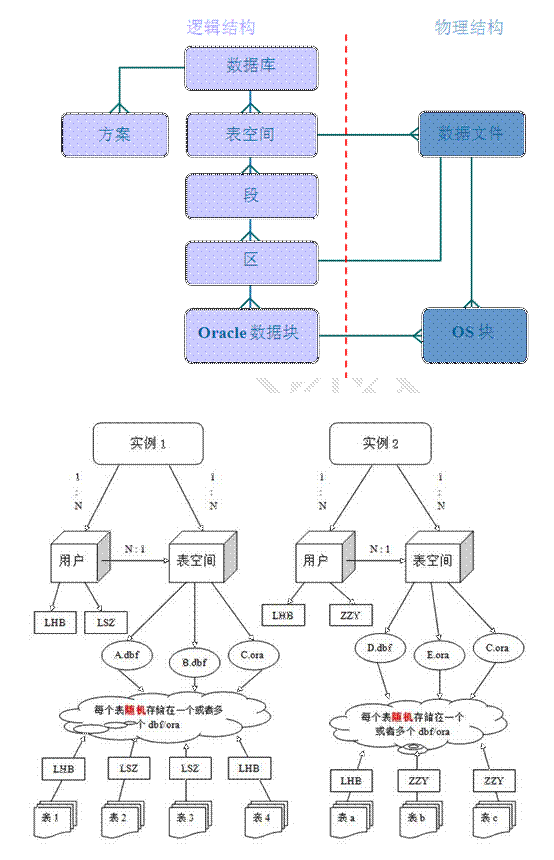 逻辑结构
物理结构
数据库
方案
表空间
数据文件
段
区
Oracle 数据块
OS 块
实例 1
实例 2
1
:
N
1
:
N
1
:
N
1
:
N
用户
N : 1
表空间
用户
N : 1
表空间
LHB
LSZ
LHB
ZZY
A.dbf
B.dbf
C.ora
D.dbf
E.ora
C.ora
每个表随机存储在一个或者多
个 dbf/ora
每个表随机存储在一个
或者多个 dbf/ora
LHB
LSZ
LSZ
LHB
LHB
ZZY
ZZY
表 1
表 2
表 3
表 4
表 a
表 b
表 c